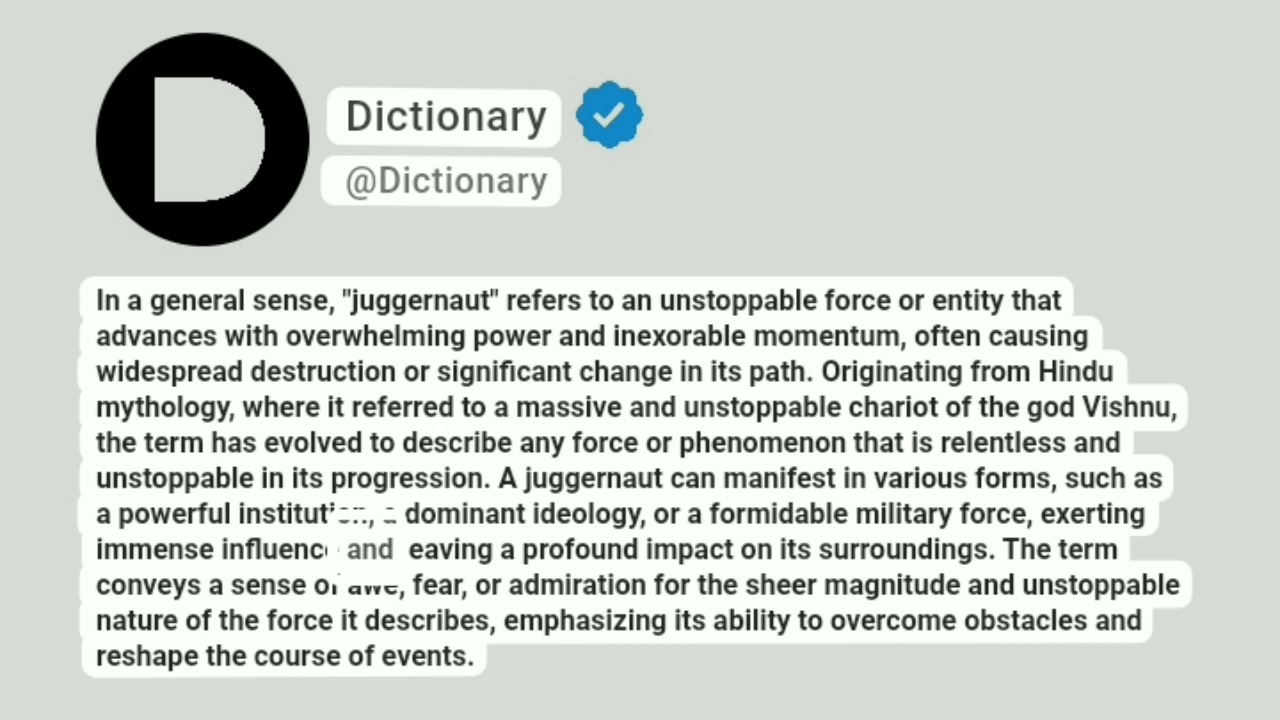 D
Dictionary
@Dictionary
In a general sense, "juggernaut" refers to an unstoppable force or entity that
advances with overwhelming power and inexorable momentum, often causing
widespread destruction or significant change in its path. Originating from Hindu
mythology, where it referred to a massive and unstoppable chariot of the god Vishnu,
the term has evolved to describe any force or phenomenon that is relentless and
unstoppable in its progression. A juggernaut can manifest in various forms, such as
a powerful institution, a dominant ideology, or a formidable military force, exerting
immense influence and leaving a profound impact on its surroundings. The term
conveys a sense of awe, fear, or admiration for the sheer magnitude and unstoppable
nature of the force it describes, emphasizing its ability to overcome obstacles and
reshape the course of events.